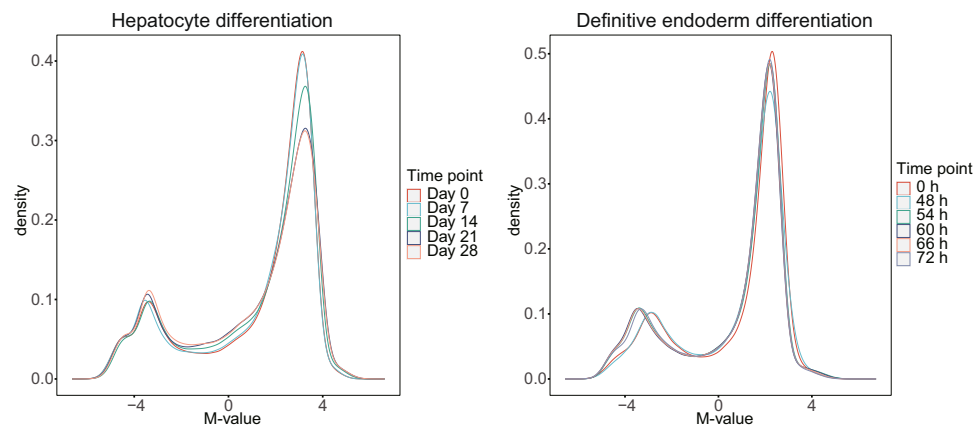 Hepatocyte differentiation
0.4
0.3
0.2
0.1
0.0
density
−4
0
4
M-value
Time point
Day 0
Day 7
Day 14
Day 21
Day 28
Definitive endoderm differentiation
0.5
0.4
0.3
0.2
0.1
0.0
density
−4
0
4
M-value
Time point
0 h
48 h
54 h
60 h
66 h
72 h